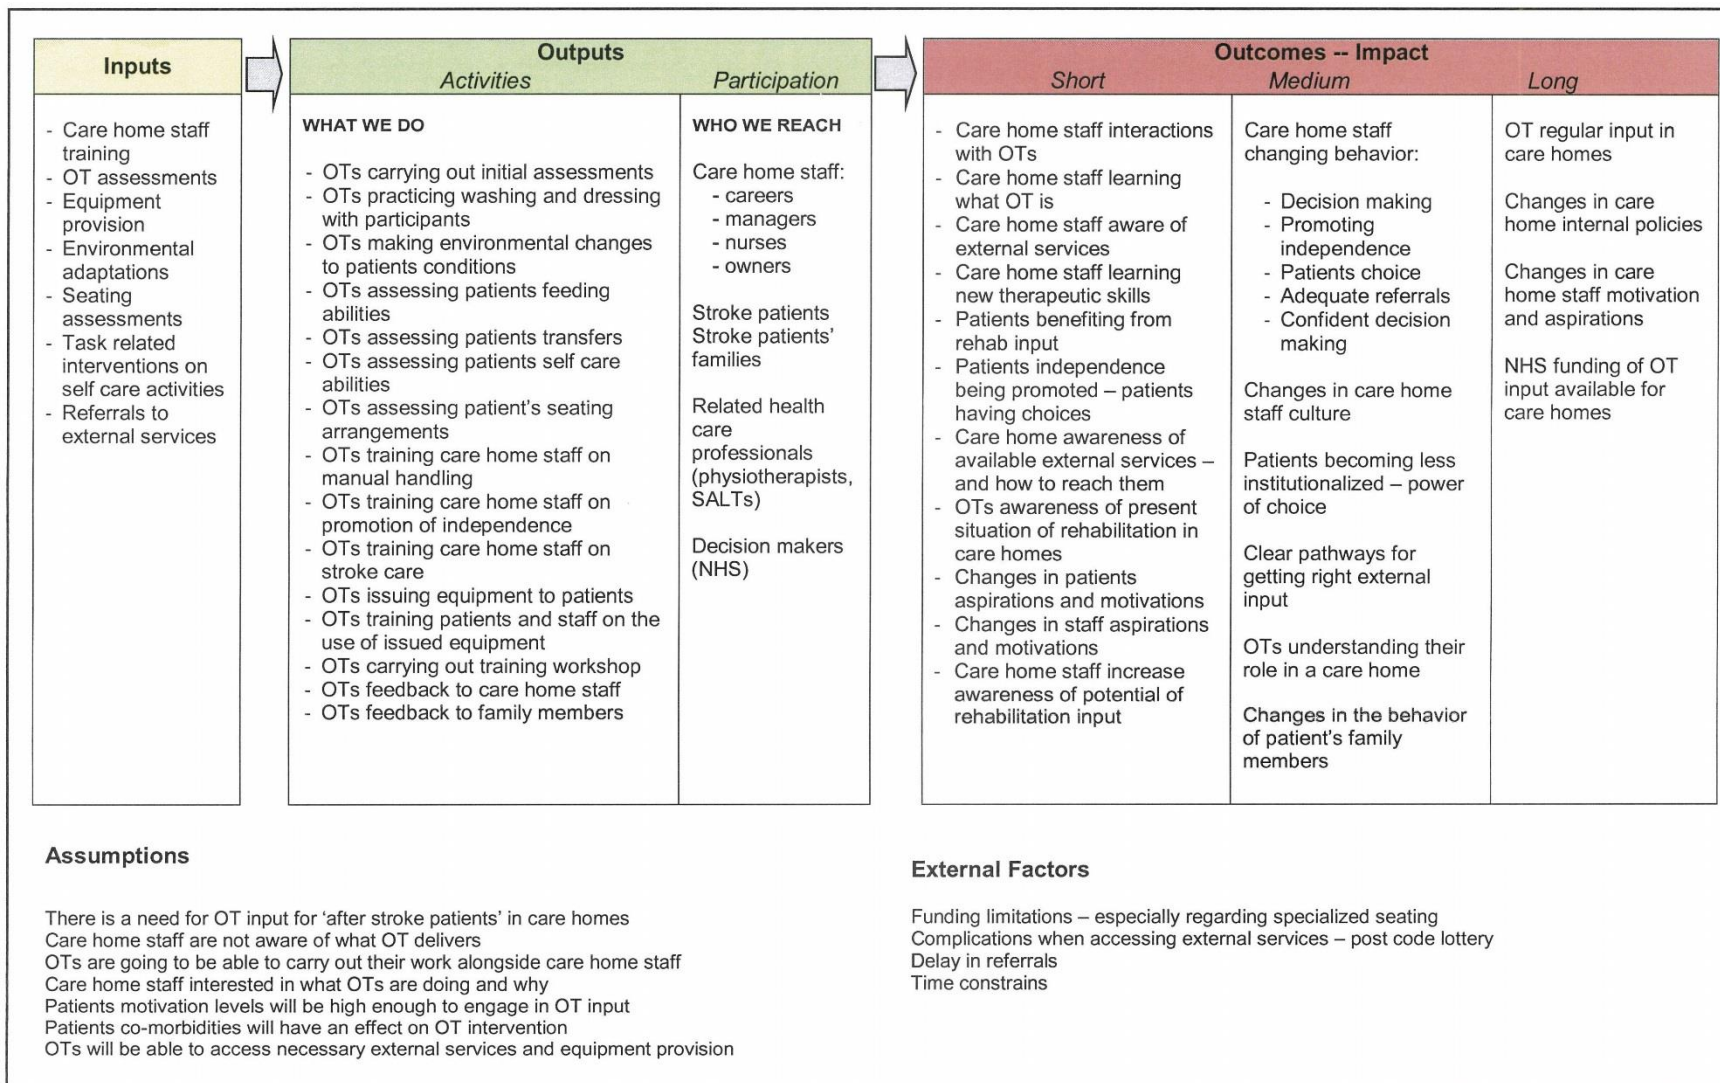 Inputs
- Care home staff
training
- OT assessments
- Equipment
provision
- Environmental
adaptations
- Seating
assessments
- Task related
interventions on
self care activities
- Referrals to
external services
Outputs
Activities
Participation
WHAT WE DO
- OTs carrying out initial assessments
- OTs practicing washing and dressing
with participants
- OTs making environmental changes
to patients conditions
- OTs assessing patients feeding
abilities
- OTs assessing patients transfers
- OTs assessing patients self care
abilities
- OTs assessing patient's seating
arrangements
- OTs training care home staff on
manual handling
- OTs training care home staff on
promotion of independence
- OTs training care home staff on
stroke care
- OTs issuing equipment to patients
- OTs training patients and staff on the
use of issued equipment
- OTs carrying out training workshop
- OTs feedback to care home staff
- OTs feedback to family members
WHO WE REACH
Care home staff:
- careers
- managers
- nurses
- owners
Stroke patients
Stroke patients'
families
Related health
care
professionals
(physiotherapists,
SALTs)
Decision makers
(NHS)
Outcomes -- Impact
Short
Medium
Long
- Care home staff interactions
with OTs
- Care home staff learning
what OT is
- Care home staff aware of
external services
- Care home staff learning
new therapeutic skills
- Patients benefiting from
rehab input
- Patients independence
being promoted – patients
having choices
- Care home awareness of
available external services –
and how to reach them
- OTs awareness of present
situation of rehabilitation in
care homes
- Changes in patients
aspirations and motivations
- Changes in staff aspirations
and motivations
- Care home staff increase
awareness of potential of
rehabilitation input
Care home staff
changing behavior:
- Decision making
- Promoting
independence
- Patients choice
- Adequate referrals
- Confident decision
making
Changes in care home
staff culture
Patients becoming less
institutionalized – power
of choice
Clear pathways for
getting right external
input
OTs understanding their
role in a care home
Changes in the behavior
of patient's family
members
OT regular input in
care homes
Changes in care
home internal policies
Changes in care
home staff motivation
and aspirations
NHS funding of OT
input available for
care homes
Assumptions
There is a need for OT input for 'after stroke patients' in care homes
Care home staff are not aware of what OT delivers
OTs are going to be able to carry out their work alongside care home staff
Care home staff interested in what OTs are doing and why
Patients motivation levels will be high enough to engage in OT input
Patients co-morbidities will have an effect on OT intervention
OTs will be able to access necessary external services and equipment provision
External Factors
Funding limitations – especially regarding specialized seating
Complications when accessing external services – post code lottery
Delay in referrals
Time constrains